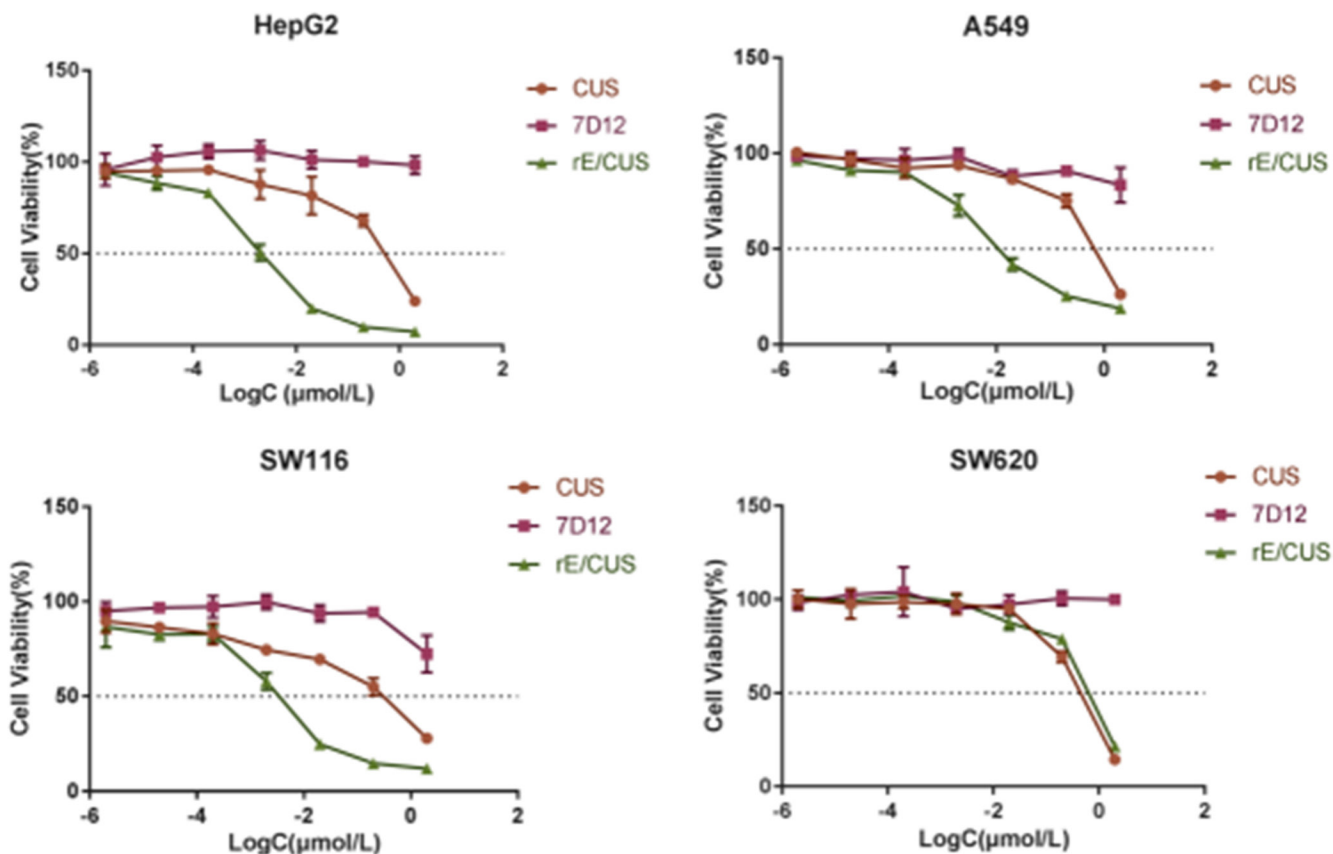 HepG2
150
100
50
0
Cell Viability(%)
-6
-4
-2
0
2
LogC (μmol/L)
CUS
7D12
rE/CUS
A549
150
100
50
0
Cell Viability(%)
-6
-4
-2
0
2
LogC(μmol/L)
CUS
7D12
rE/CUS
SW116
150
100
50
0
Cell Viability(%)
-6
-4
-2
0
2
LogC(μmol/L)
CUS
7D12
rE/CUS
SW620
150
100
50
0
Cell Viability(%)
-6
-4
-2
0
2
LogC(μmol/L)
CUS
7D12
rE/CUS